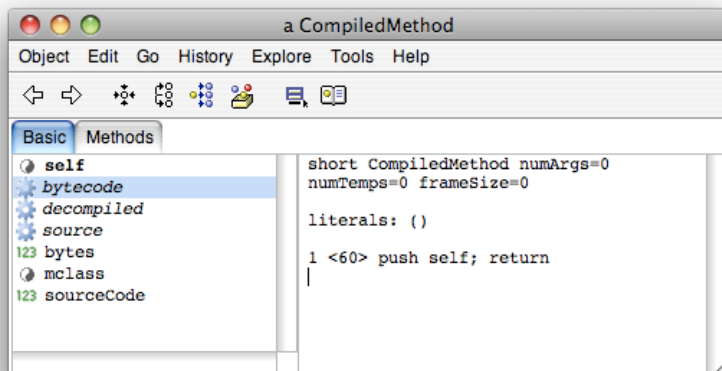 a CompiledMethod
Object Edit Go History Explore Tools Help
Basic Methods
self
bytecode
decompiled
source
123 bytes
mclass
123 sourceCode
short CompiledMethod numArgs=0
numTemps=0 frameSize=0
literals: ()
1 <60> push self; return